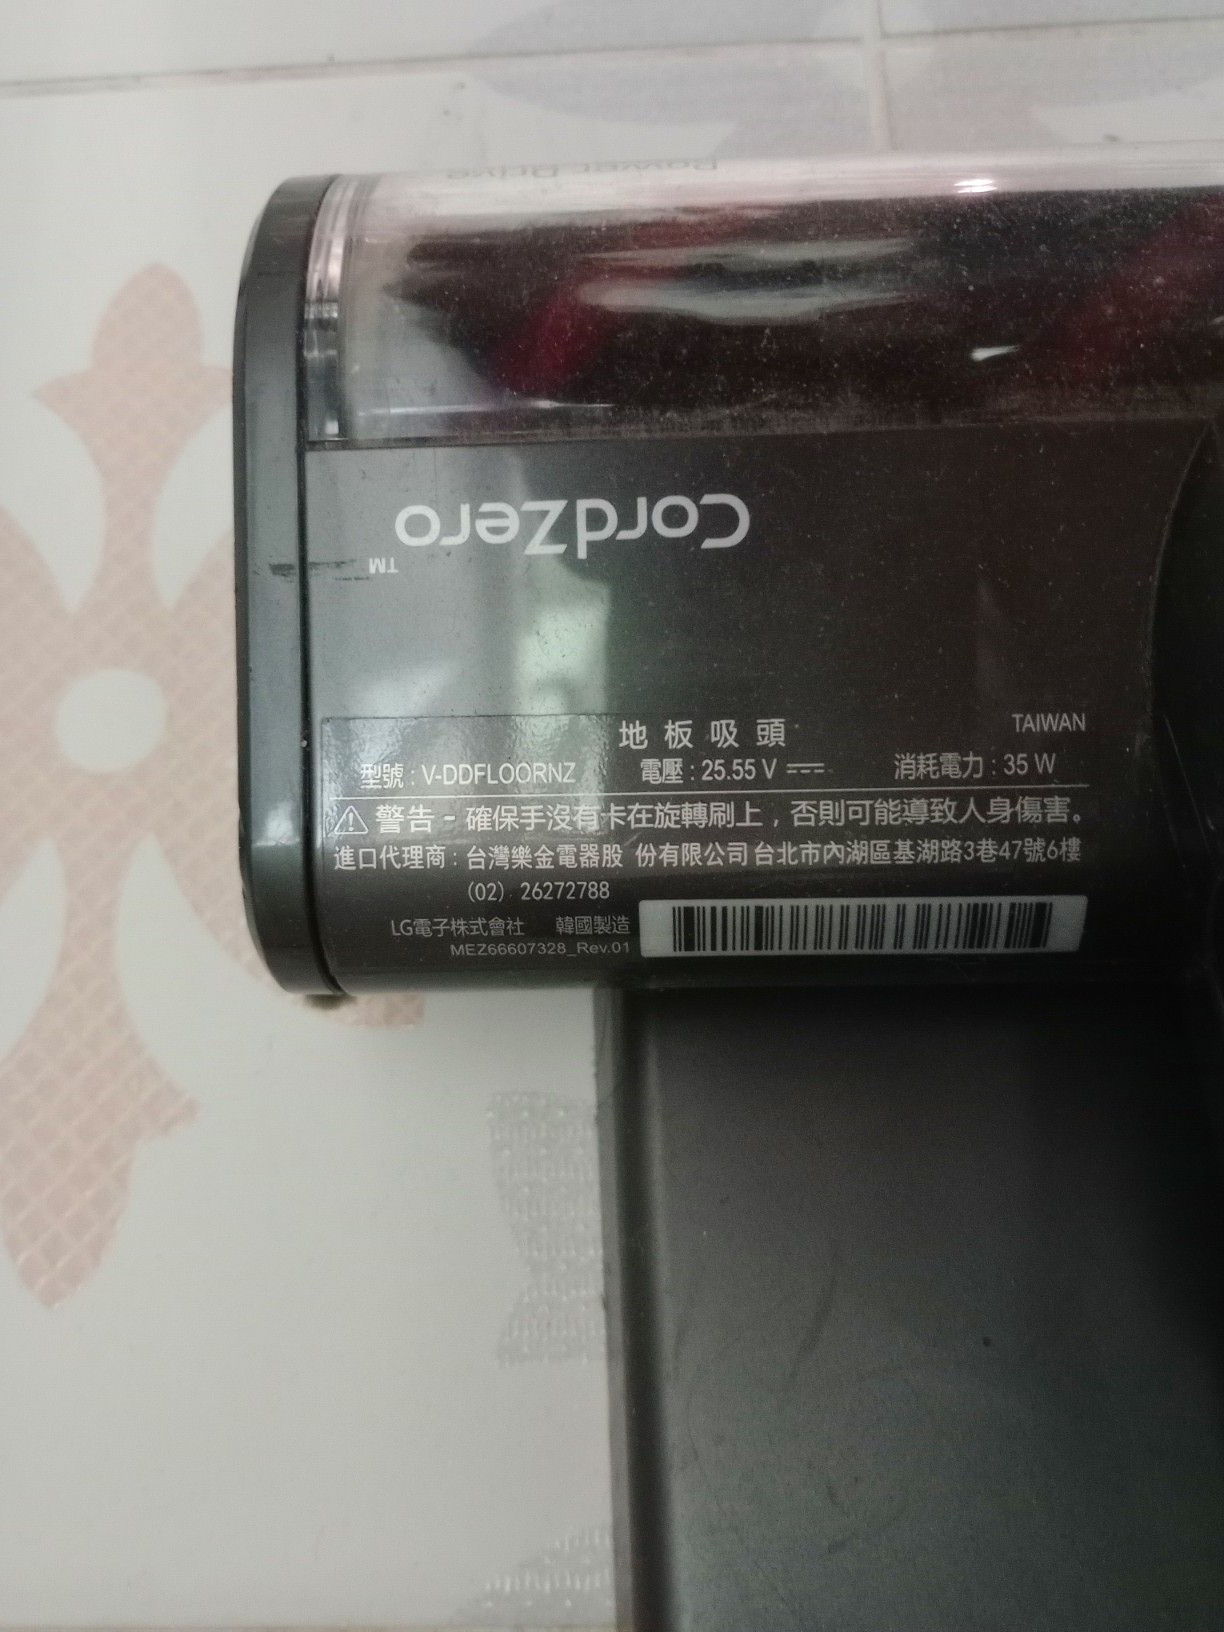 Power Drive
CordZero™
地板吸頭
TAIWAN
型號 : V-DDFLOORNZ 電壓 : 25.55 V ⎓ 消耗電力 : 35 W
⚠ 警告 - 確保手沒有卡在旋轉刷上，否則可能導致人身傷害。
進口代理商 : 台灣樂金電器股 份有限公司 台北市內湖區基湖路3巷47號6樓
(02) 26272788
LG電子株式會社 韓國製造
MEZ66607328_Rev.01